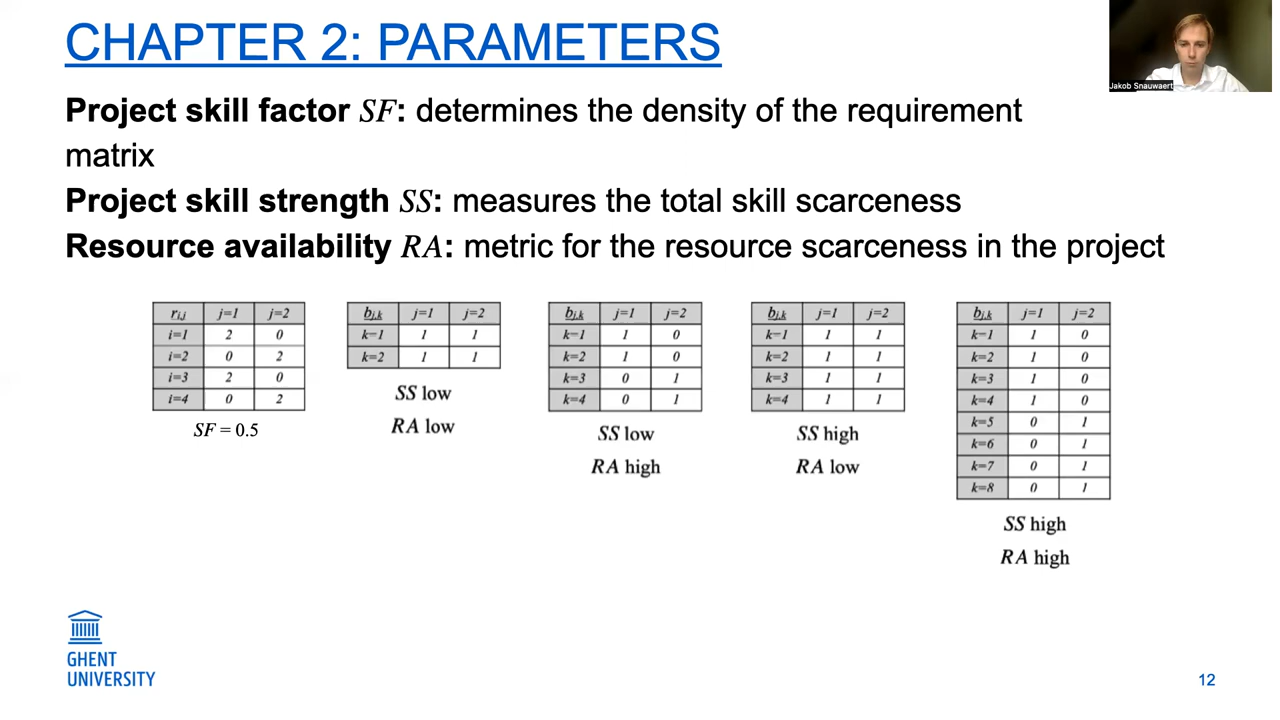 CHAPTER 2: PARAMETERS
Jakob Snauwaert
Project skill factor SF: determines the density of the requirement
matrix
Project skill strength SS: measures the total skill scarceness
Resource availability RA: metric for the resource scarceness in the project
ri,j j=1 j=2
i=1 2 0
i=2 0 2
i=3 2 0
i=4 0 2
SF = 0.5
bj,k j=1 j=2
k=1 1 1
k=2 1 1
SS low
RA low
bj,k j=1 j=2
k=1 1 0
k=2 1 0
k=3 0 1
k=4 0 1
SS low
RA high
bj,k j=1 j=2
k=1 1 1
k=2 1 1
k=3 1 1
k=4 1 1
SS high
RA low
bj,k j=1 j=2
k=1 1 0
k=2 1 0
k=3 1 0
k=4 1 0
k=5 0 1
k=6 0 1
k=7 0 1
k=8 0 1
SS high
RA high
GHENT
UNIVERSITY
12